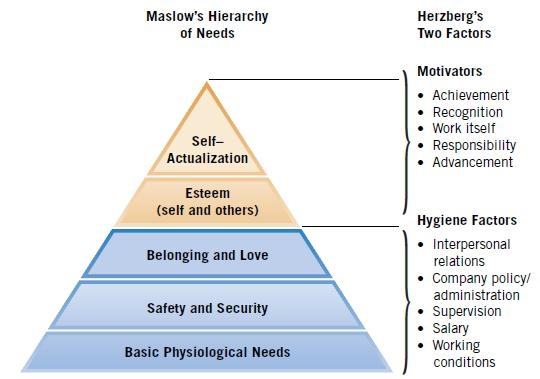 Maslow's Hierarchy
of Needs
Self–
Actualization
Esteem
(self and others)
Belonging and Love
Safety and Security
Basic Physiological Needs
Herzberg's
Two Factors
Motivators
• Achievement
• Recognition
• Work itself
• Responsibility
• Advancement
Hygiene Factors
• Interpersonal
relations
• Company policy/
administration
• Supervision
• Salary
• Working
conditions